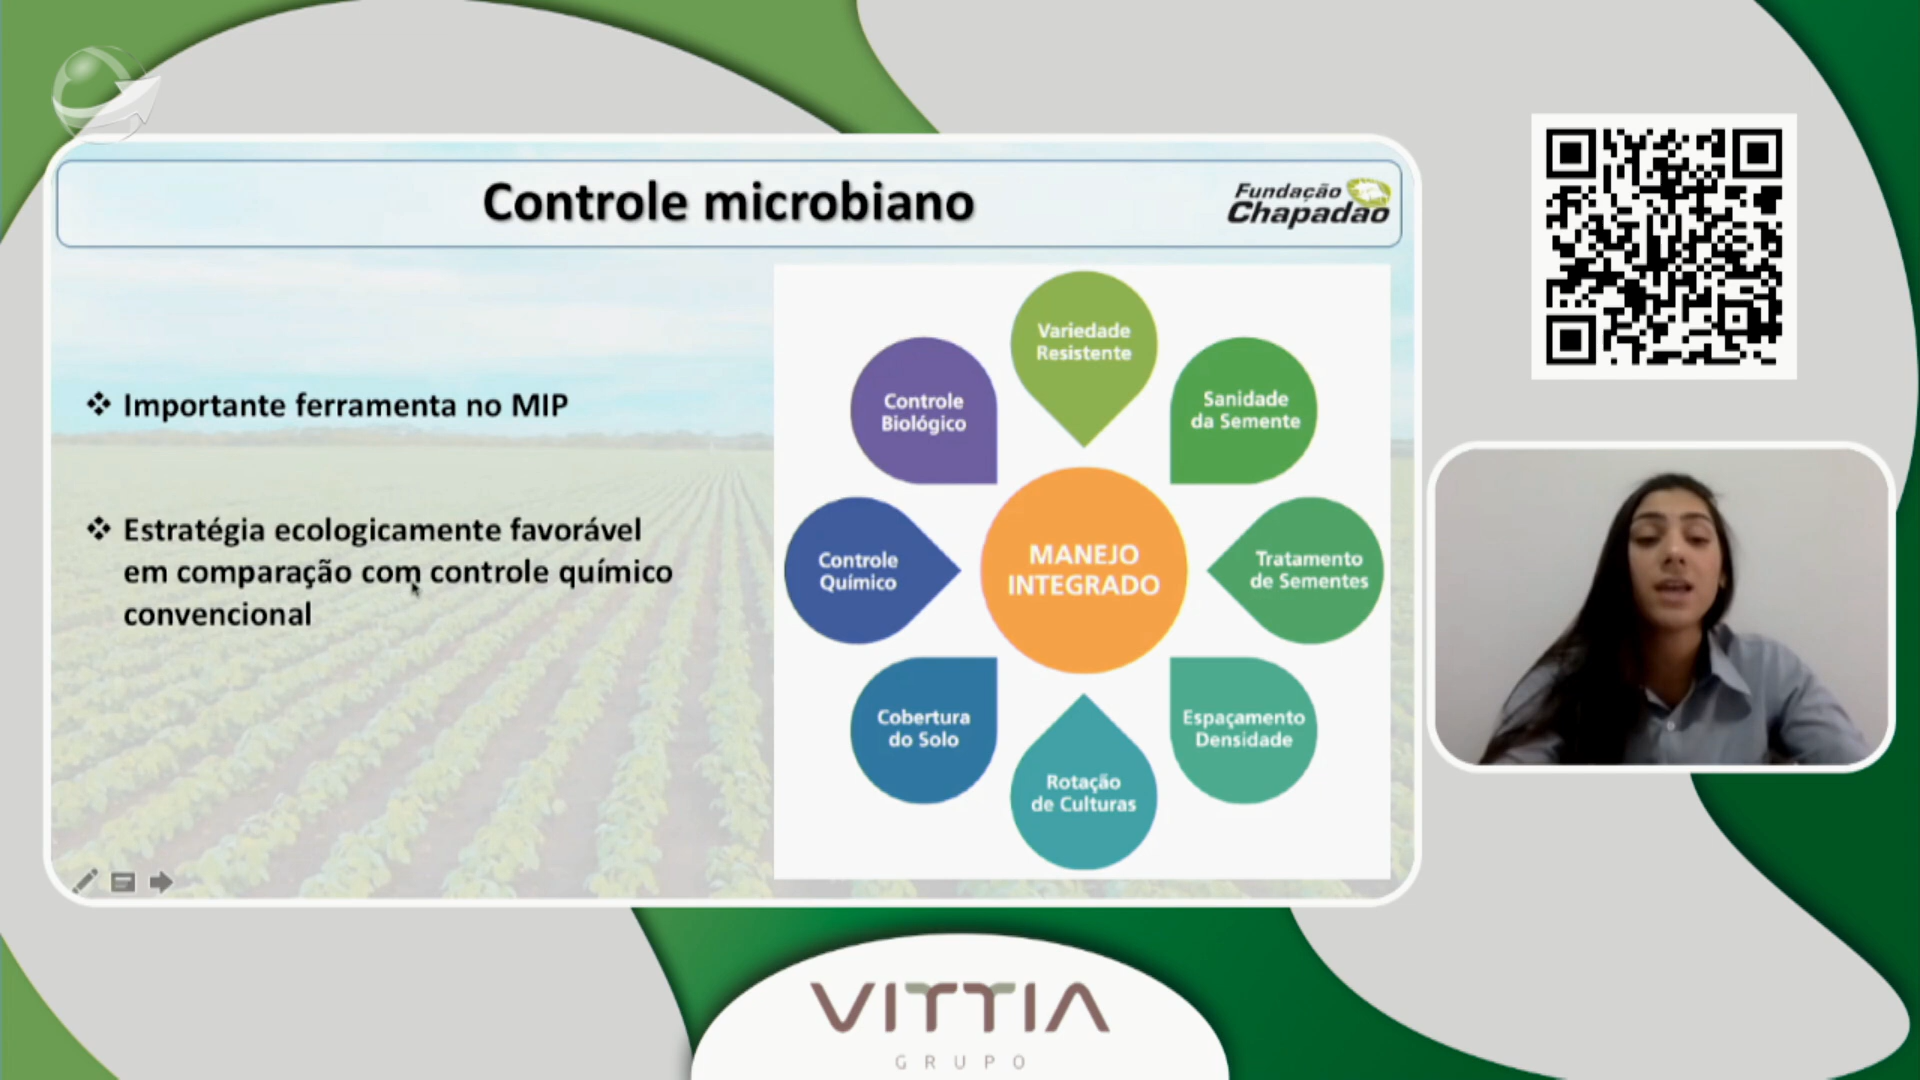 Controle microbiano
Fundação
Chapadão
Importante ferramenta no MIP
Estratégia ecologicamente favorável
em comparação com controle químico
convencional
Variedade
Resistente
Sanidade
da Semente
Tratamento
de Sementes
Espaçamento
Densidade
Rotação
de Culturas
Cobertura
do Solo
Controle
Químico
Controle
Biológico
MANEJO
INTEGRADO
VITTIA
GRUPO